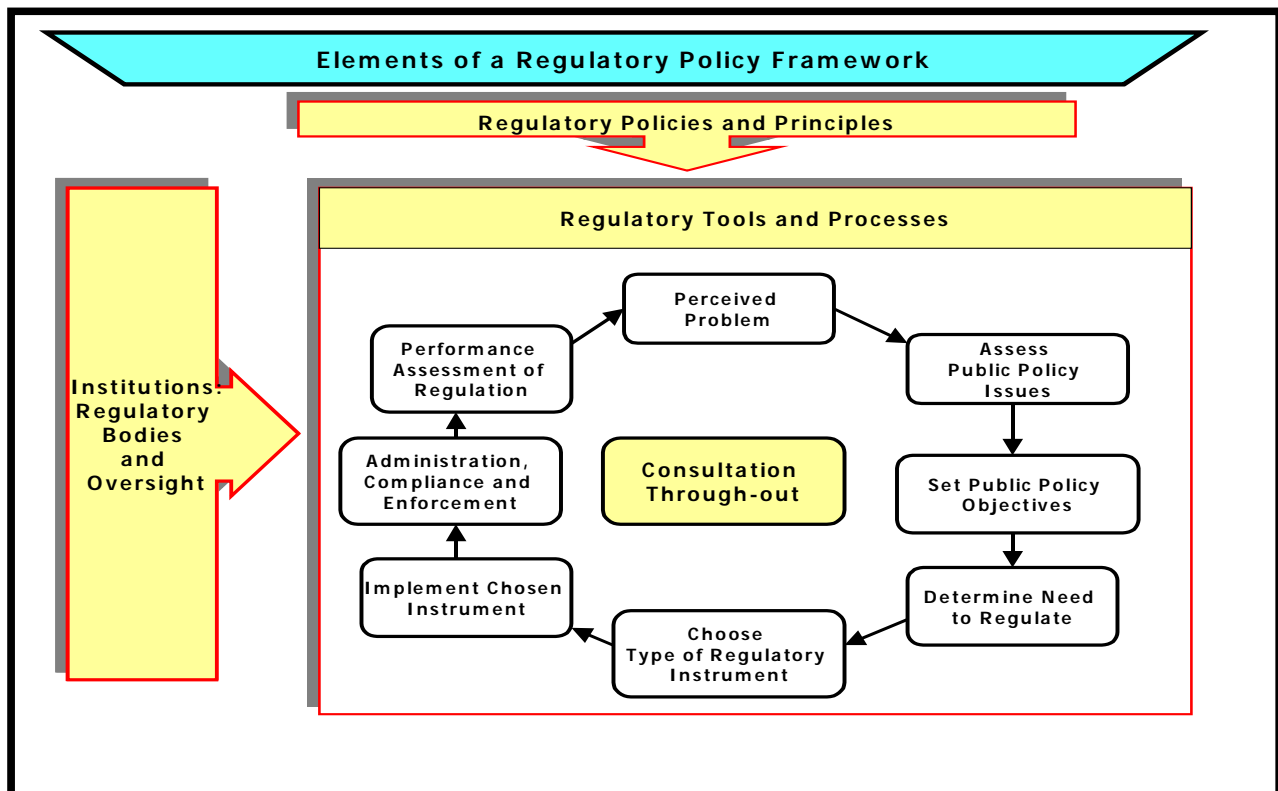 Elements of a Regulatory Policy Framework
Regulatory Policies and Principles
Institutions:
Regulatory
Bodies
and
Oversight
Regulatory Tools and Processes
Perceived
Problem
Assess
Public Policy
Issues
Set Public Policy
Objectives
Determine Need
to Regulate
Choose
Type of Regulatory
Instrument
Implement Chosen
Instrument
Administration,
Compliance and
Enforcement
Performance
Assessment of
Regulation
Consultation
Through-out